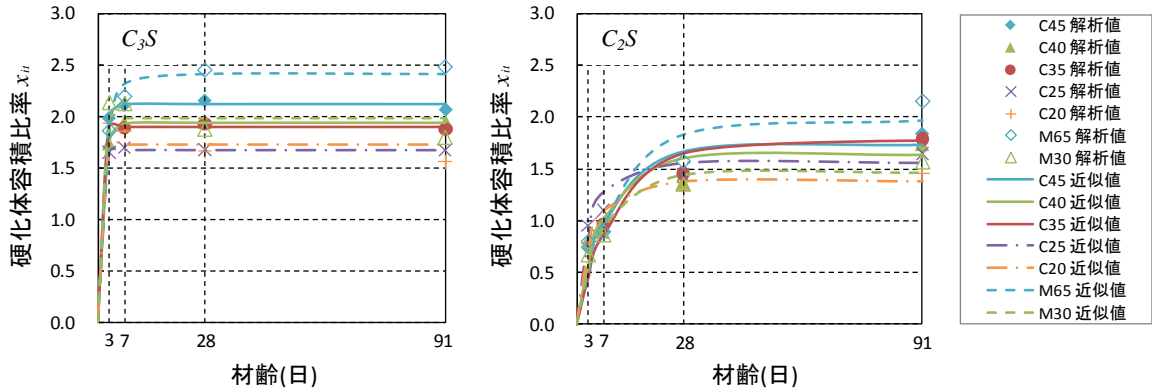 C3S
硬化体容積比率 xit
3.0
2.5
2.0
1.5
1.0
0.5
0.0
3 7 28 91
材齢(日)
C2S
硬化体容積比率 xit
3.0
2.5
2.0
1.5
1.0
0.5
0.0
3 7 28 91
材齢(日)
C45 解析値
C40 解析値
C35 解析値
C25 解析値
C20 解析値
M65 解析値
M30 解析値
C45 近似値
C40 近似値
C35 近似値
C25 近似値
C20 近似値
M65 近似値
M30 近似値